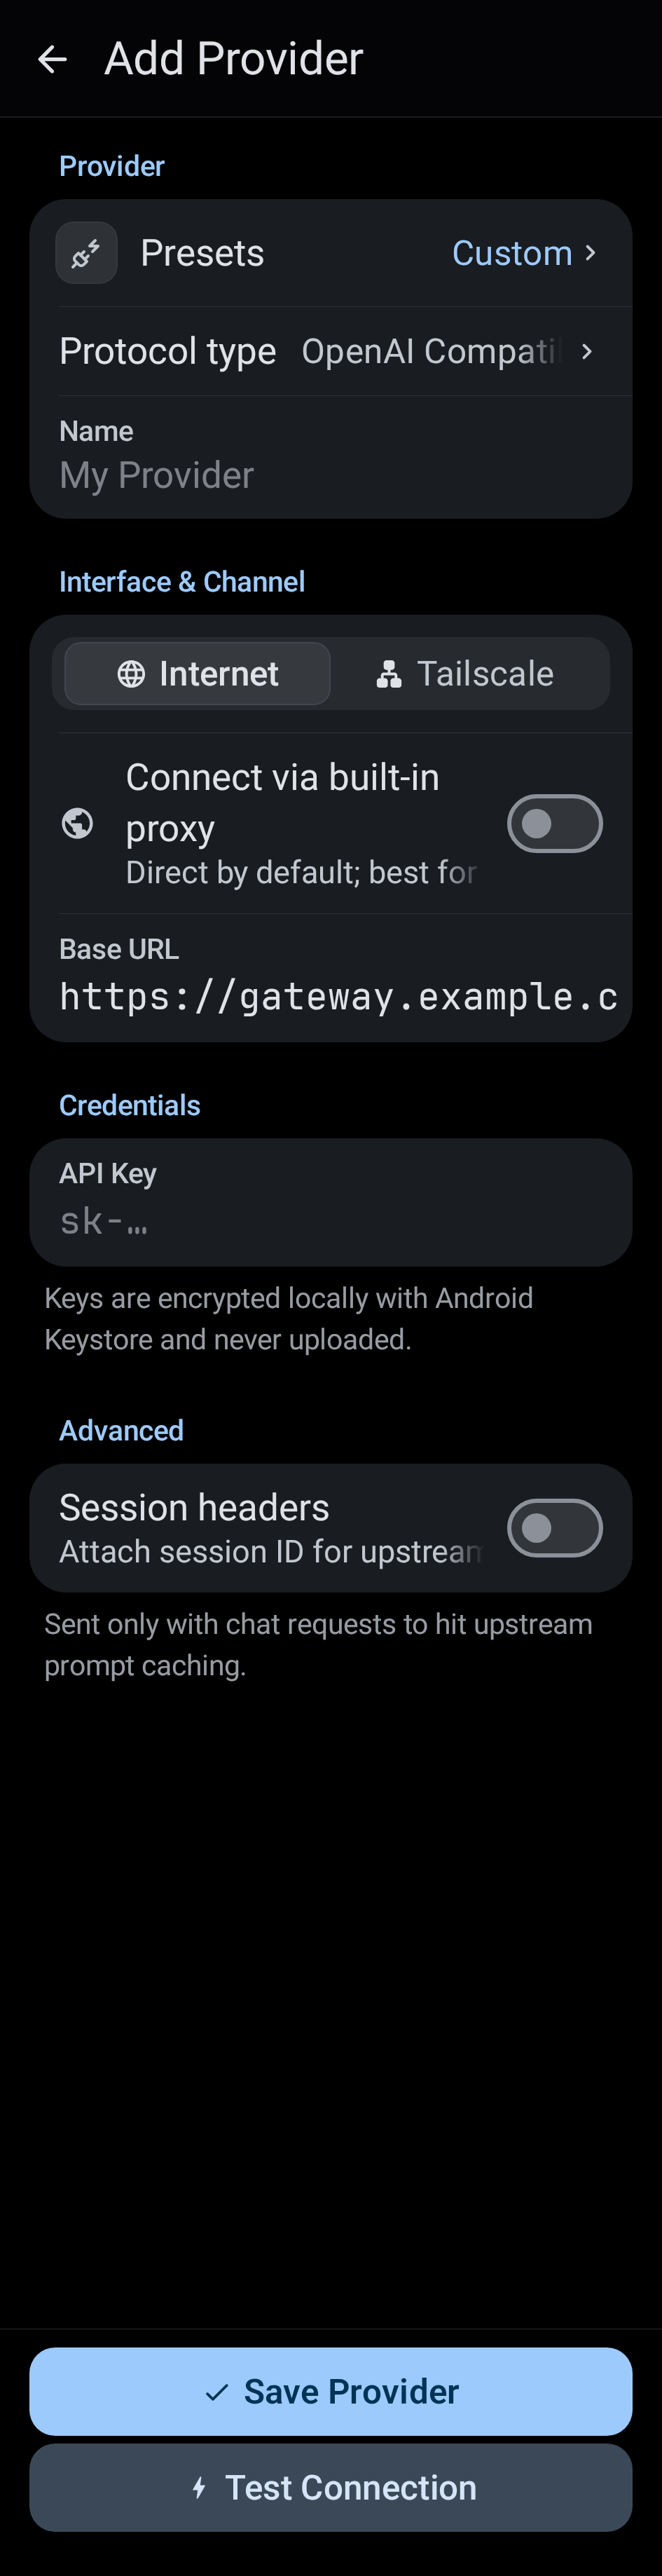 Add Provider
Provider
Presets
Custom
Protocol type
OpenAI Compati
Name
My Provider
Interface & Channel
Internet
Tailscale
Connect via built-in
proxy
Direct by default; best for
Base URL
https://gateway.example.c
Credentials
API Key
sk-…
Keys are encrypted locally with Android
Keystore and never uploaded.
Advanced
Session headers
Attach session ID for upstream
Sent only with chat requests to hit upstream
prompt caching.
Save Provider
Test Connection